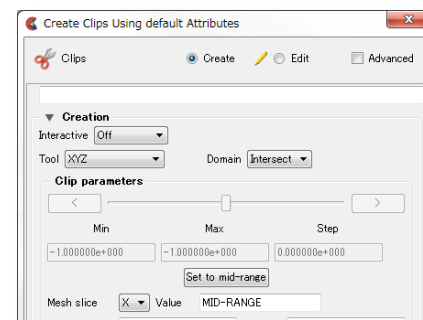 Create Clips Using default Attributes
Clips Create Edit Advanced
Creation
Interactive Off
Tool XYZ Domain Intersect
Clip parameters
< >
Min Max Step
-1.000000e+000 -1.000000e+000 0.000000e+000
Set to mid-range
Mesh slice X Value MID-RANGE